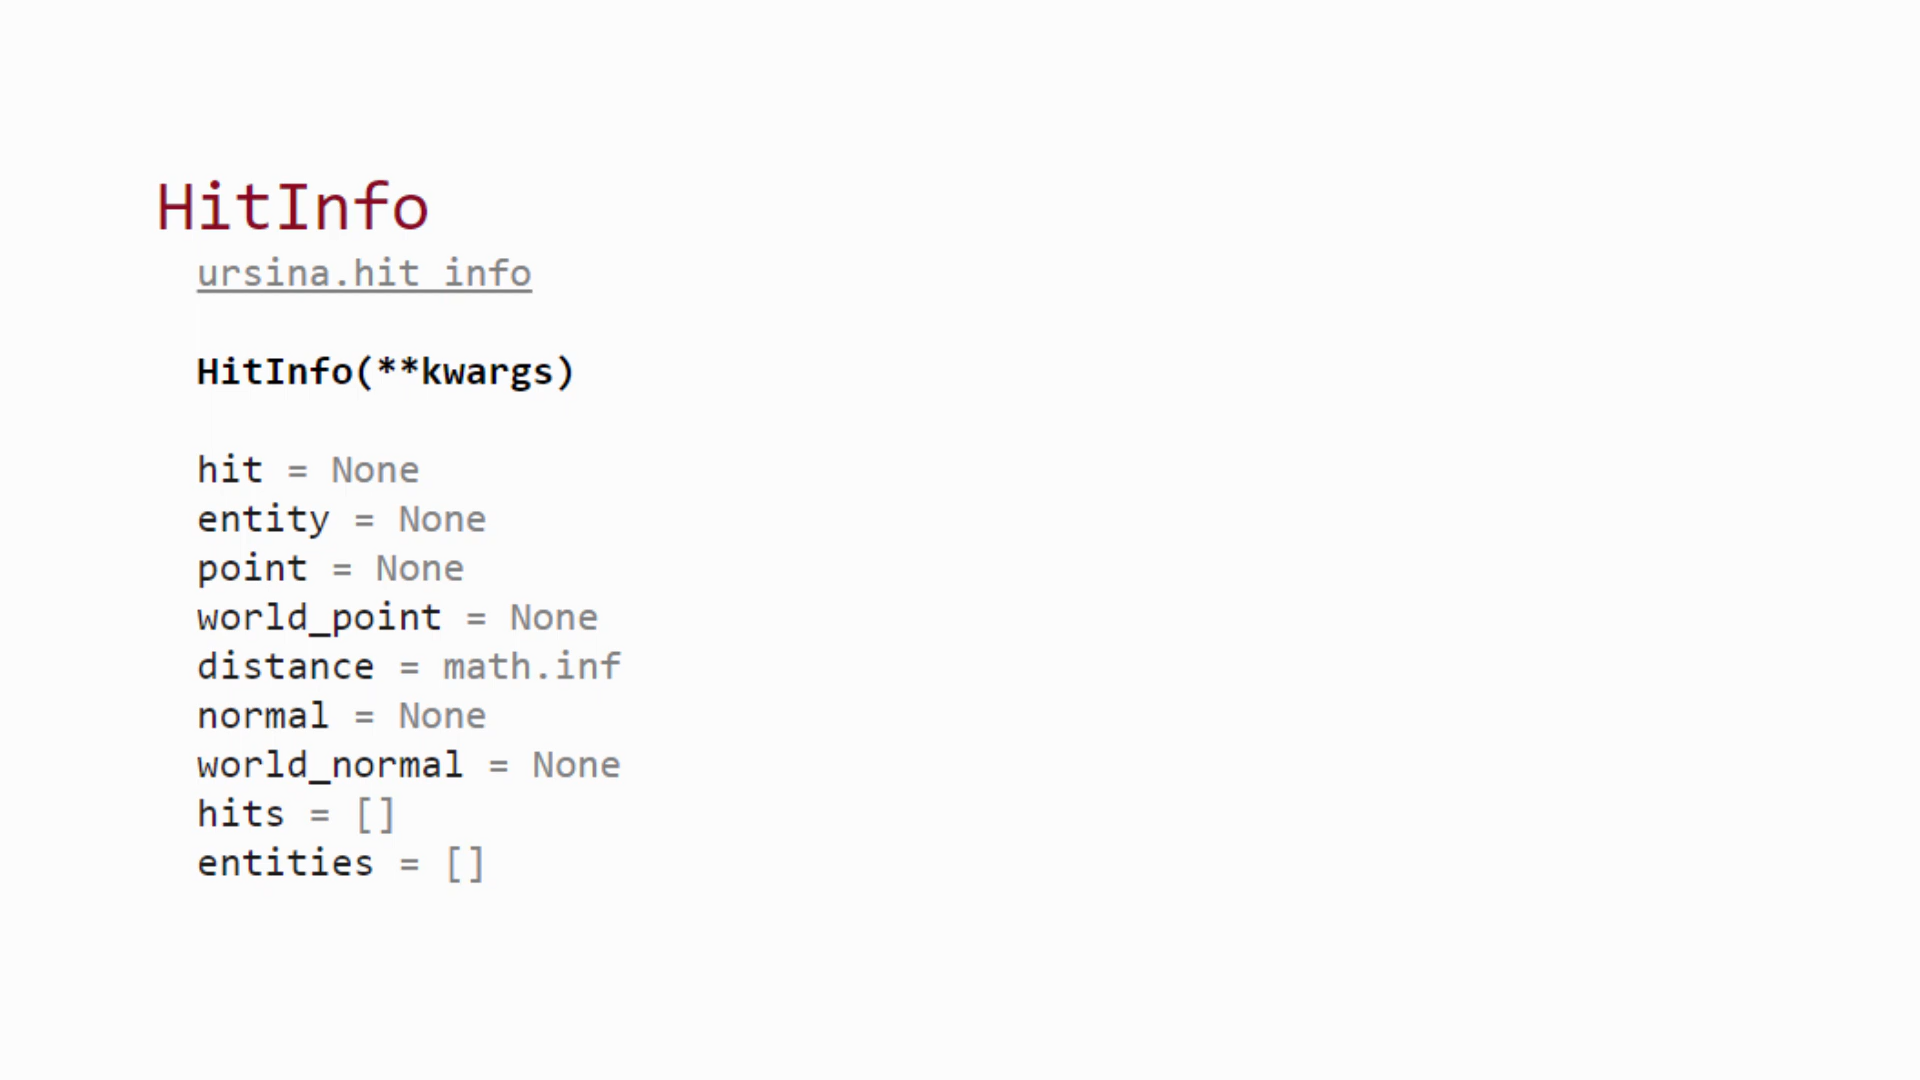 HitInfo
ursina.hit_info
HitInfo(**kwargs)
hit = None
entity = None
point = None
world_point = None
distance = math.inf
normal = None
world_normal = None
hits = []
entities = []